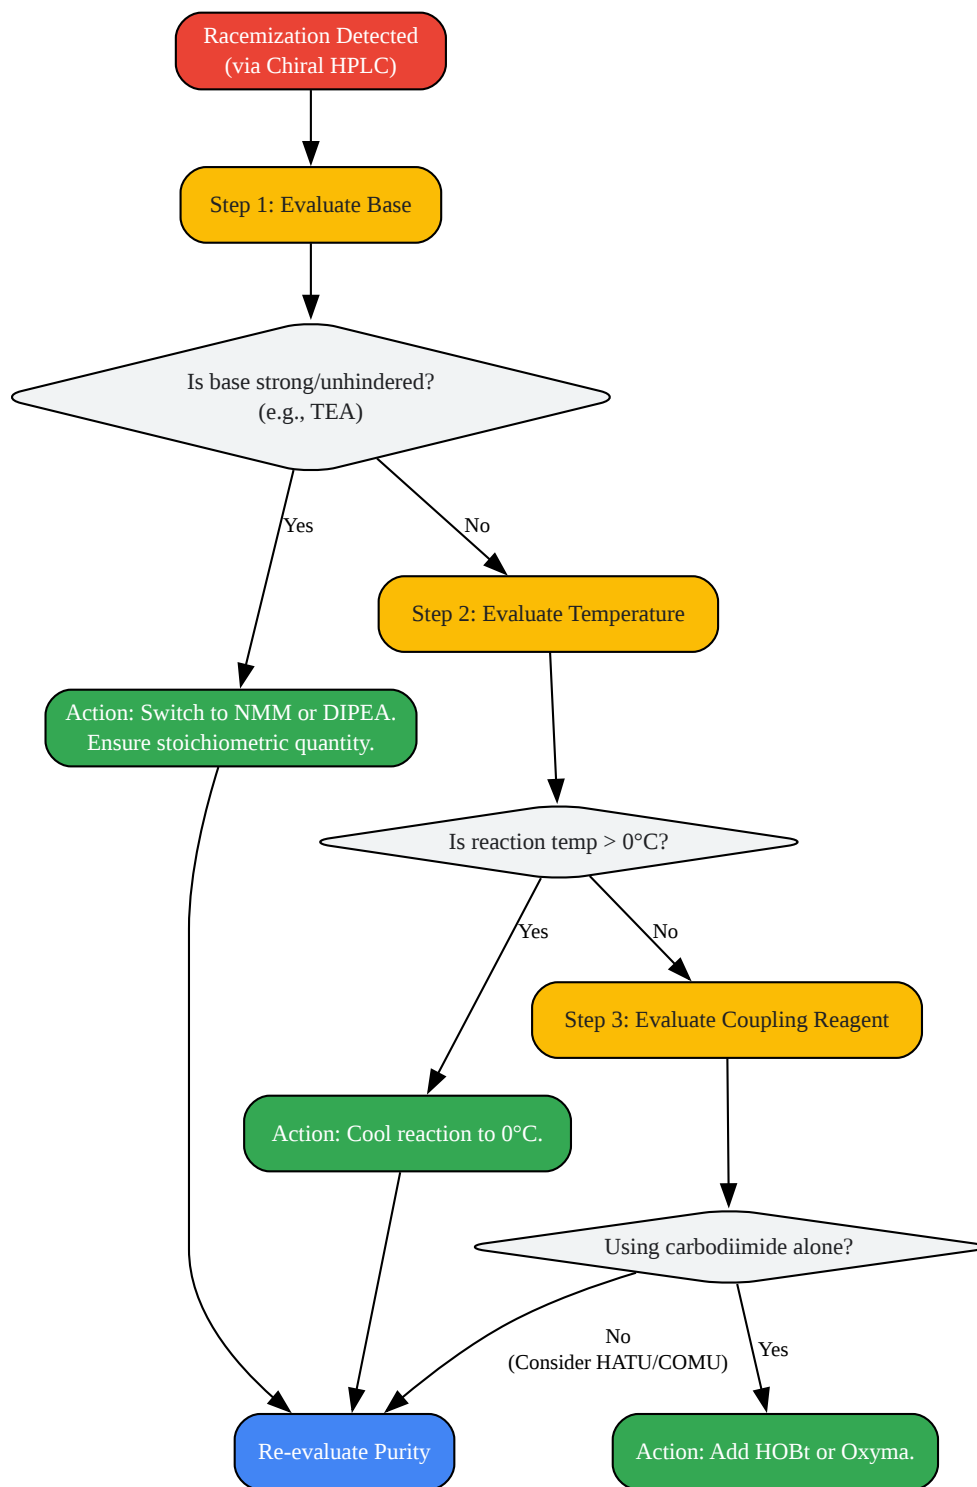 Racemization Detected
(via Chiral HPLC)
Step 1: Evaluate Base
Is base strong/unhindered?
(e.g., TEA)
Yes
No
Step 2: Evaluate Temperature
Action: Switch to NMM or DIPEA.
Ensure stoichiometric quantity.
Is reaction temp > 0°C?
Yes
No
Step 3: Evaluate Coupling Reagent
Action: Cool reaction to 0°C.
Using carbodiimide alone?
No
(Consider HATU/COMU)
Yes
Re-evaluate Purity
Action: Add HOBt or Oxyma.